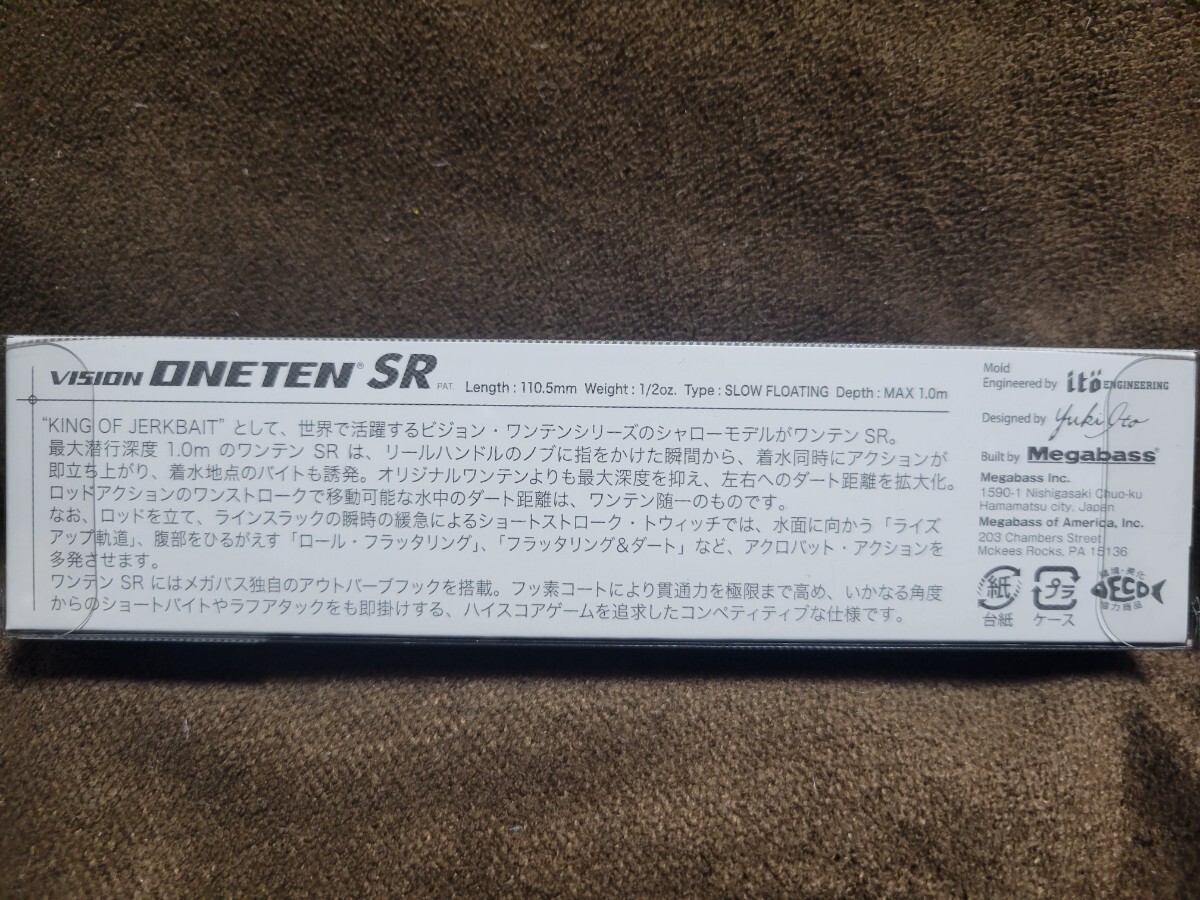 VISION ONETEN® SR PAT. Length : 110.5mm Weight : 1/2oz. Type : SLOW FLOATING Depth : MAX 1.0m
“KING OF JERKBAIT” として、世界で活躍するビジョン・ワンテンシリーズのシャローモデルがワンテン SR。
最大潜行深度 1.0m のワンテン SR は、リールハンドルのノブに指をかけた瞬間から、着水同時にアクションが
即立ち上がり、着水地点のバイトも誘発。オリジナルワンテンよりも最大深度を抑え、左右へのダート距離を拡大化。
ロッドアクションのワンストロークで移動可能な水中のダート距離は、ワンテン随一のものです。
なお、ロッドを立て、ラインスラックの瞬時の緩急によるショートストローク・トウィッチでは、水面に向かう「ライズ
アップ軌道」、腹部をひるがえす「ロール・フラッタリング」、「フラッタリング&ダート」など、アクロバット・アクションを
多発させます。
ワンテン SR にはメガバス独自のアウトバーブフックを搭載。フッ素コートにより貫通力を極限まで高め、いかなる角度
からのショートバイトやラフアタックをも即掛けする、ハイスコアゲームを追求したコンペティティブな仕様です。
Mold
Engineered by itö ENGINEERING
Designed by Yuki Ito
Built by Megabass®
Megabass Inc.
1590-1 Nishigasaki Chuo-ku
Hamamatsu city, Japan
Megabass of America, Inc.
203 Chambers Street
Mckees Rocks, PA 15136
紙
台紙
プラ
ケース
環境・美化
ECO
協力商品